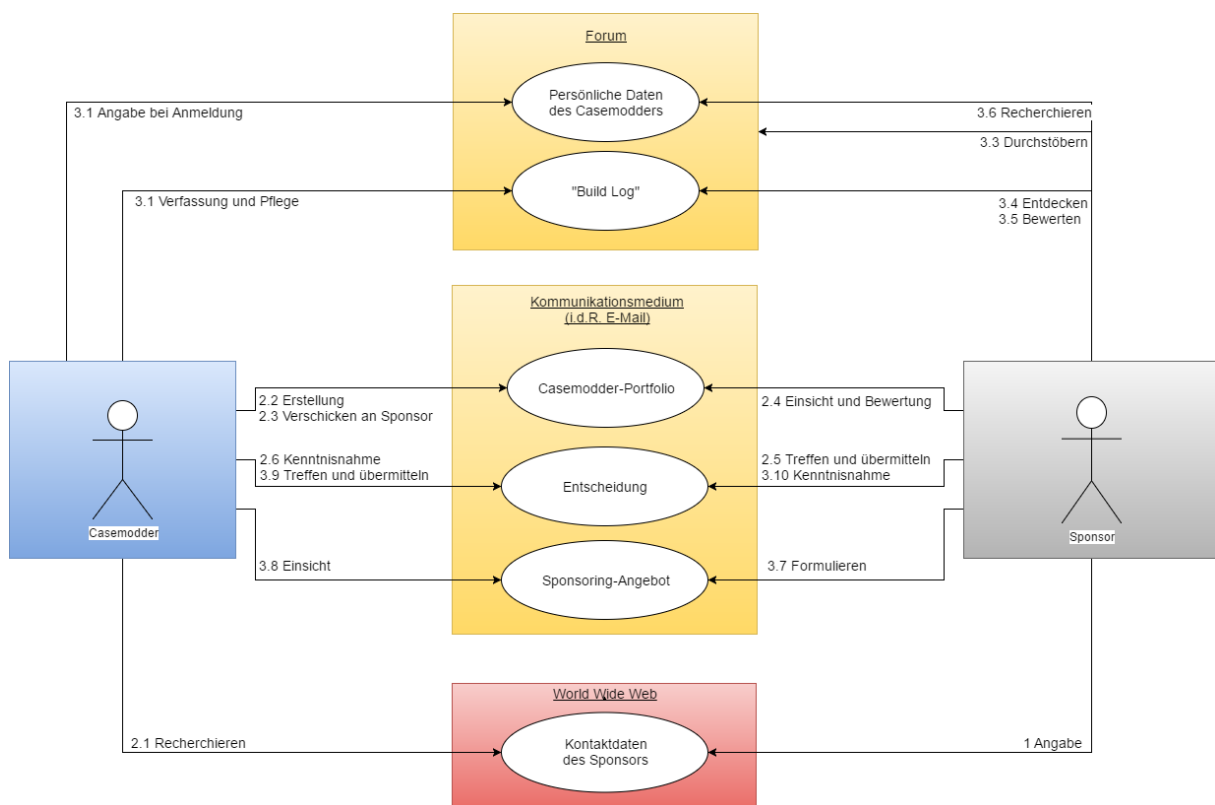 Forum
Persönliche Daten
des Casemodders
3.1 Angabe bei Anmeldung
3.6 Recherchieren
3.3 Durchstöbern
"Build Log"
3.1 Verfassung und Pflege
3.4 Entdecken
3.5 Bewerten
Kommunikationsmedium
(i.d.R. E-Mail)
Casemodder-Portfolio
2.2 Erstellung
2.3 Verschicken an Sponsor
2.4 Einsicht und Bewertung
2.6 Kenntnisnahme
3.9 Treffen und übermitteln
Entscheidung
2.5 Treffen und übermitteln
3.10 Kenntnisnahme
Casemodder
Sponsor
3.8 Einsicht
Sponsoring-Angebot
3.7 Formulieren
World Wide Web
2.1 Recherchieren
Kontaktdaten
des Sponsors
1 Angabe